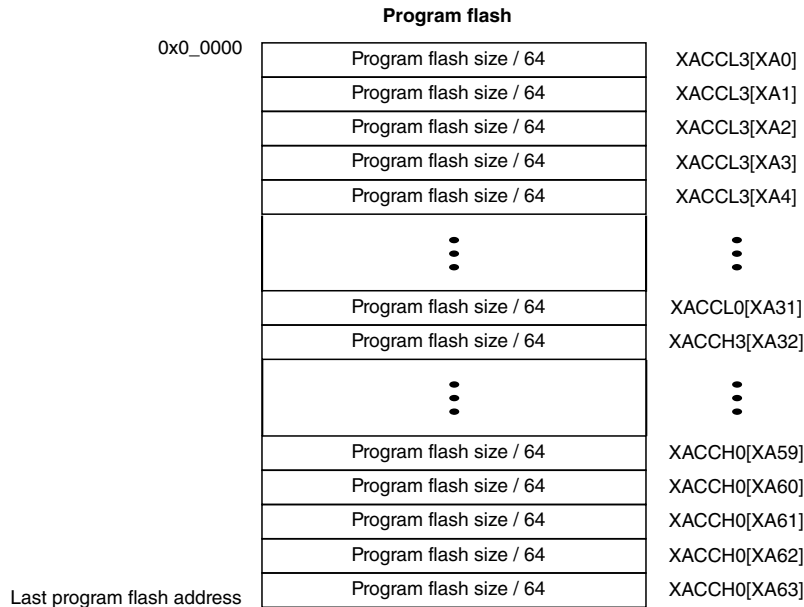 Program flash
0x0_0000
Program flash size / 64 XACCL3[XA0]
Program flash size / 64 XACCL3[XA1]
Program flash size / 64 XACCL3[XA2]
Program flash size / 64 XACCL3[XA3]
Program flash size / 64 XACCL3[XA4]
Program flash size / 64 XACCL0[XA31]
Program flash size / 64 XACCH3[XA32]
Program flash size / 64 XACCH0[XA59]
Program flash size / 64 XACCH0[XA60]
Program flash size / 64 XACCH0[XA61]
Program flash size / 64 XACCH0[XA62]
Program flash size / 64 XACCH0[XA63]
Last program flash address